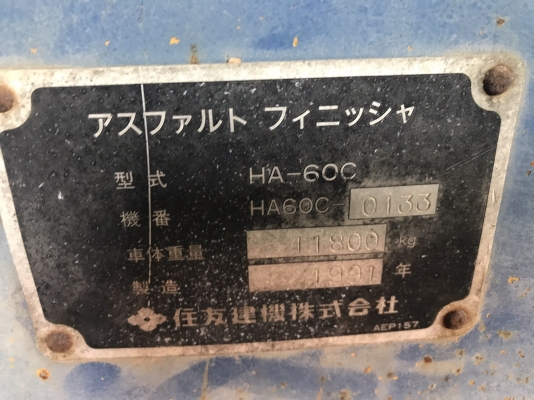 アスファルト フィニッシャ
型式 HA-60C
機番 HA60C-0133
車体重量 11800 kg
製造 1991 年
住友建機株式会社
AEP157